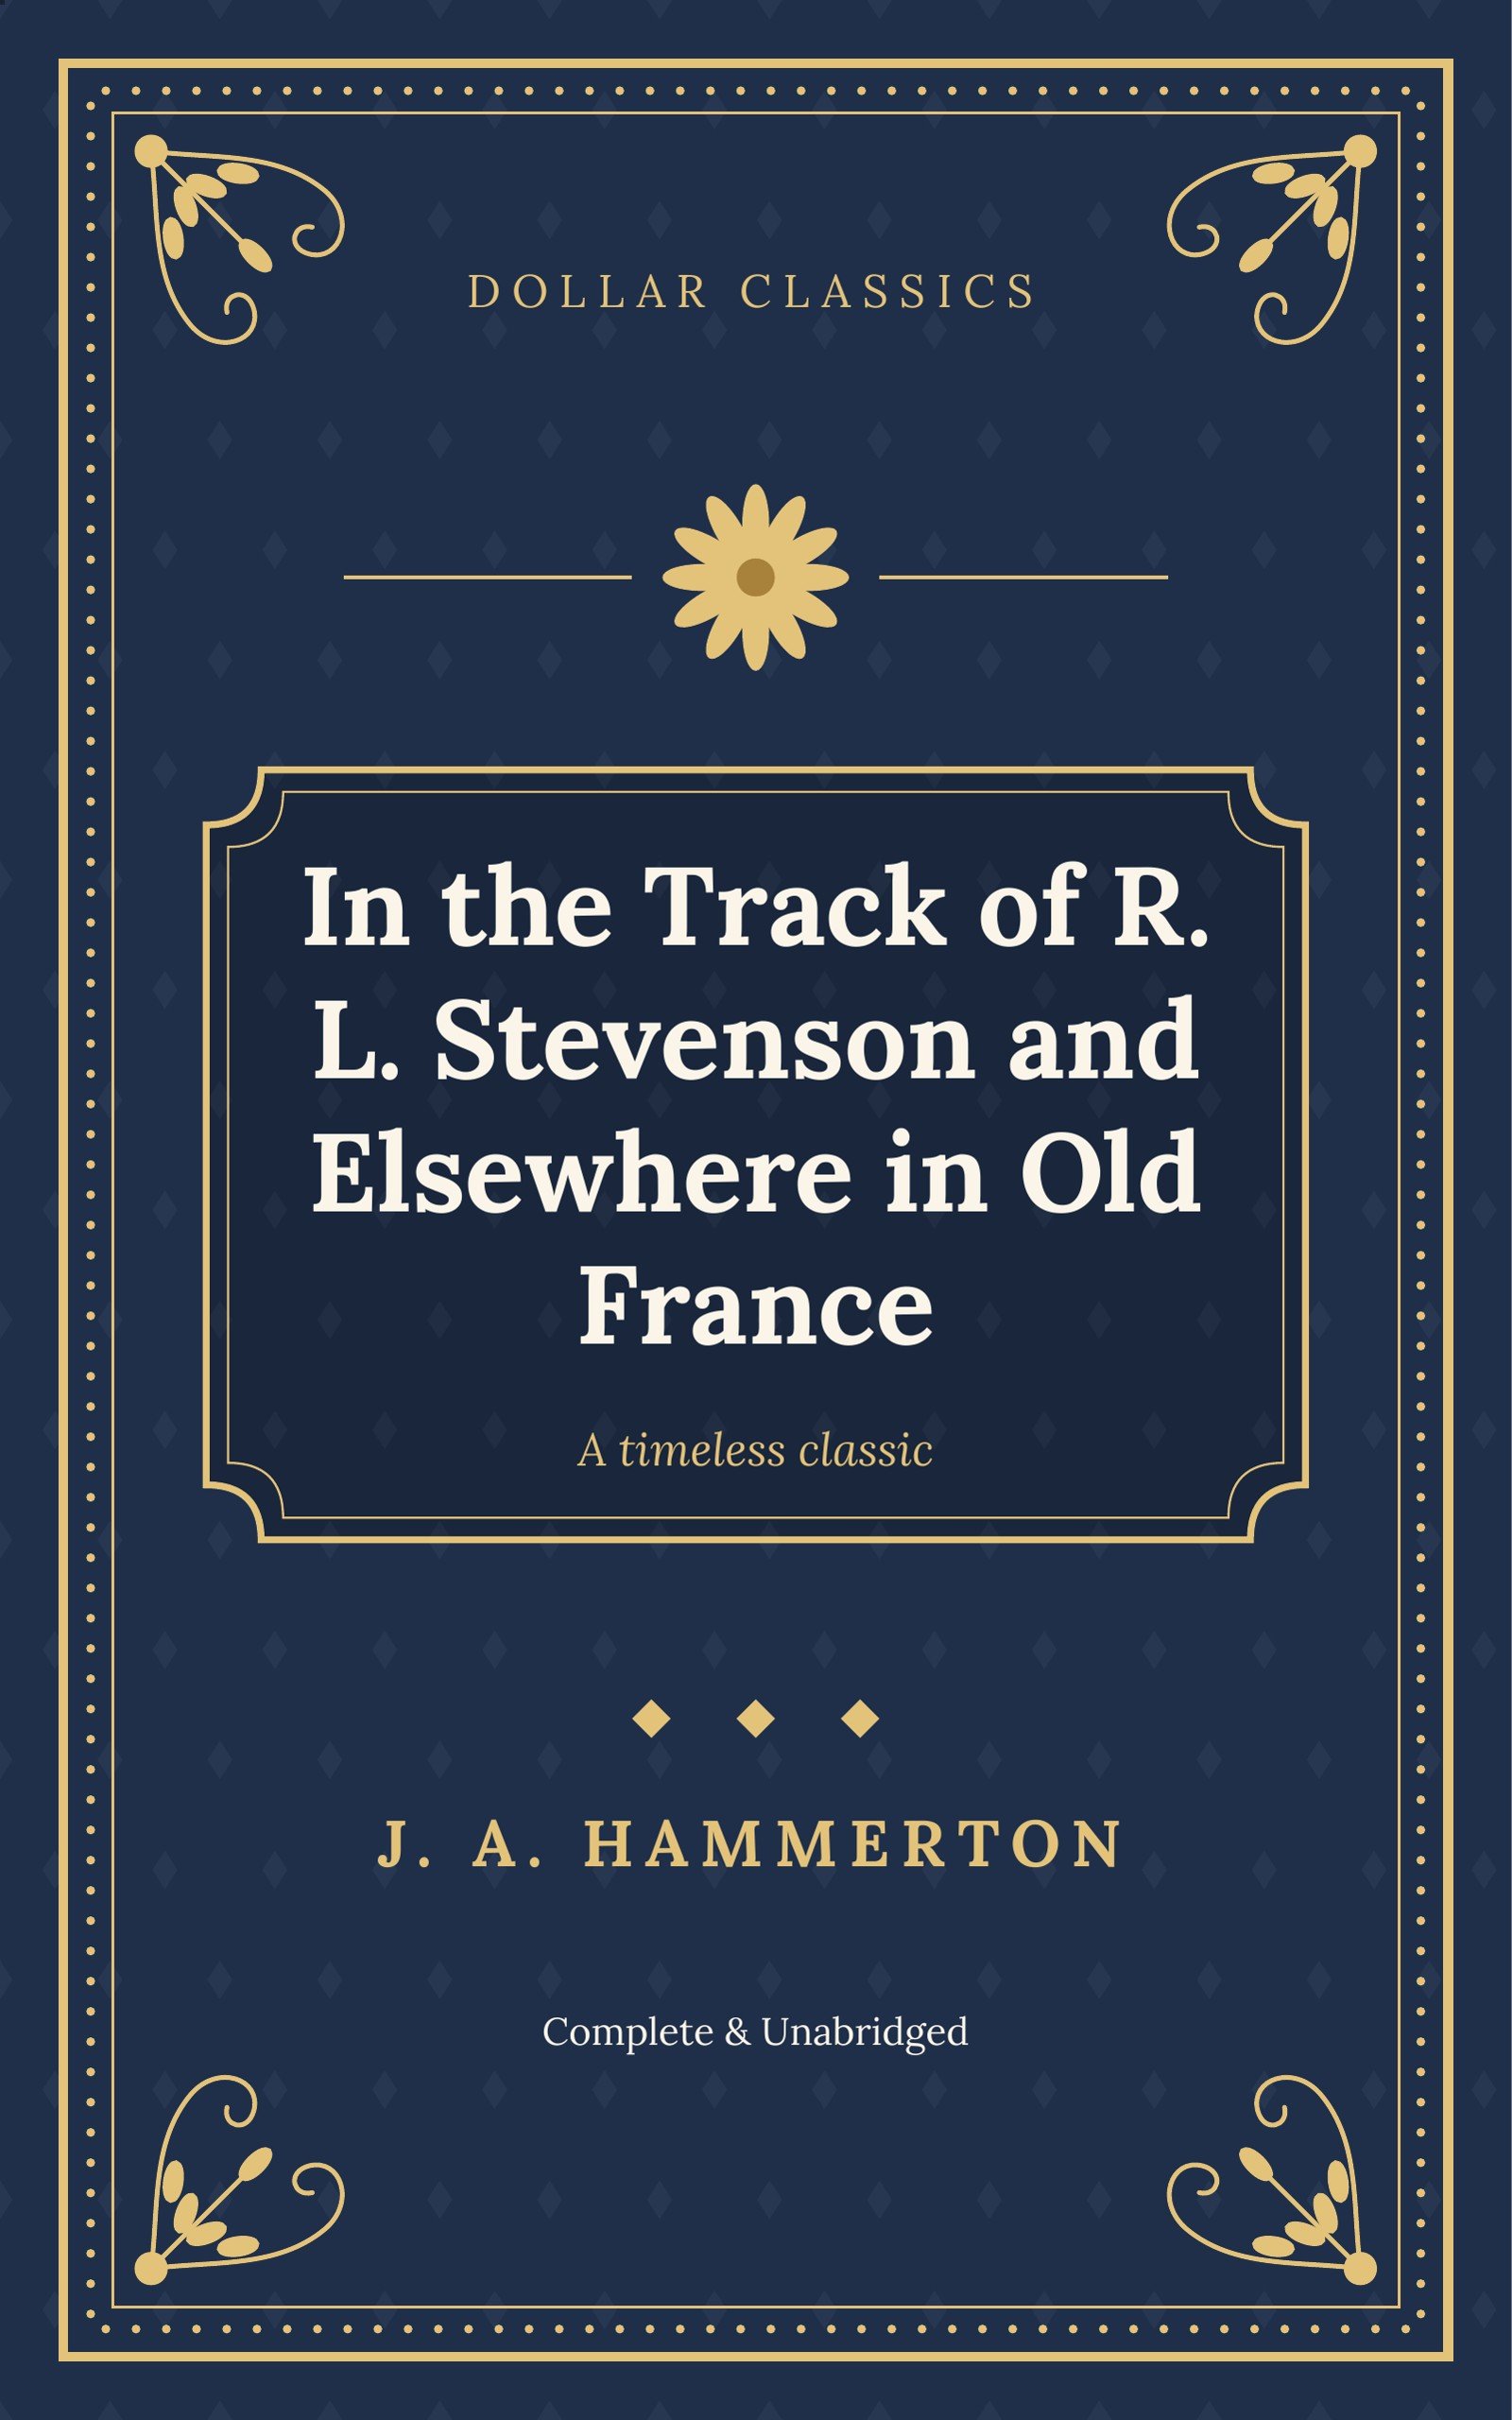 DOLLAR CLASSICS
In the Track of R.
L. Stevenson and
Elsewhere in Old
France
A timeless classic
J. A. HAMMERTON
Complete & Unabridged